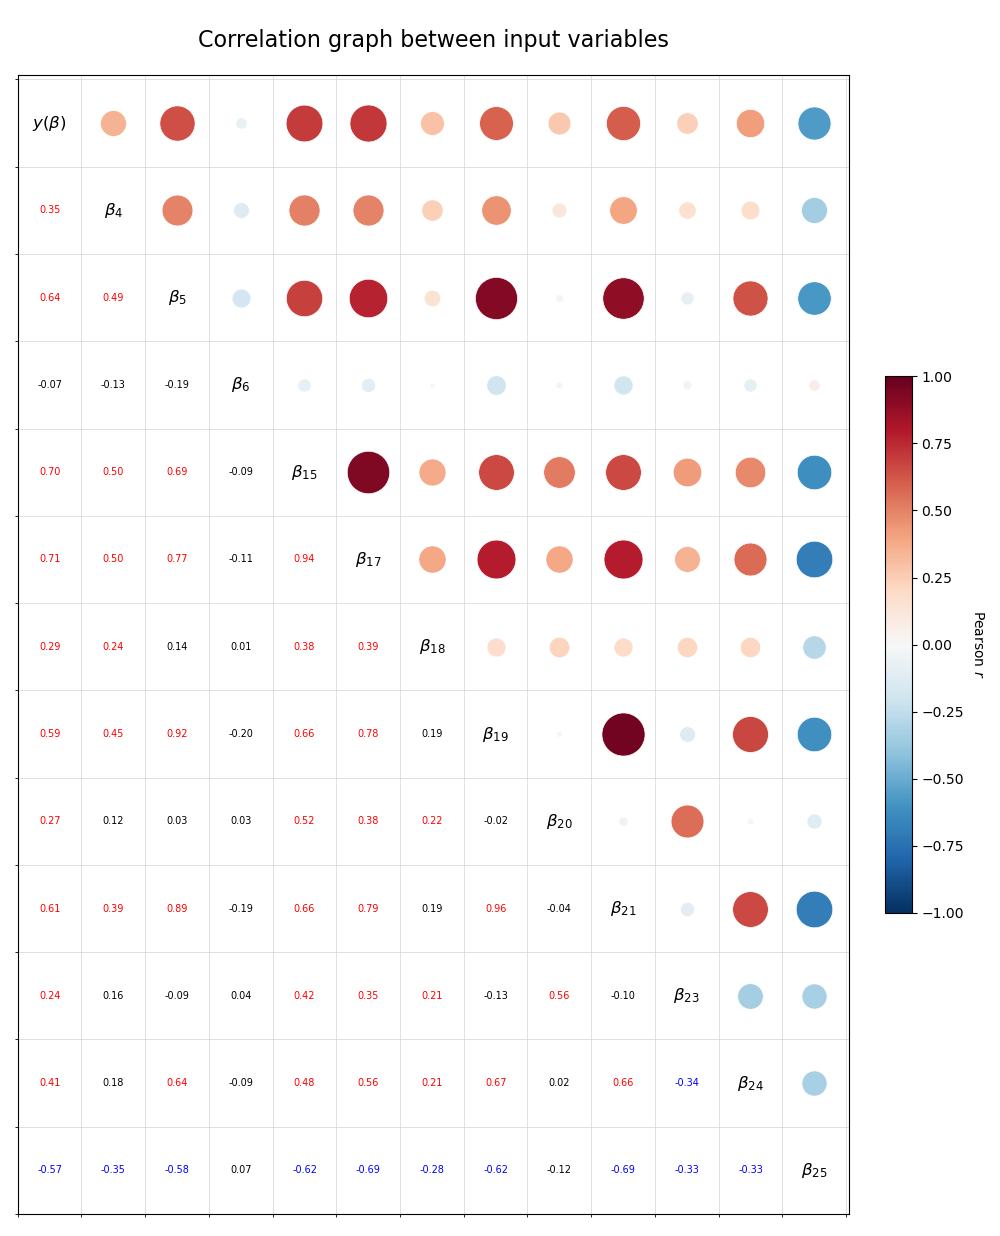 Correlation graph between input variables
y(β)
0.35 β4
0.64 0.49 β5
-0.07 -0.13 -0.19 β6
0.70 0.50 0.69 -0.09 β15
0.71 0.50 0.77 -0.11 0.94 β17
0.29 0.24 0.14 0.01 0.38 0.39 β18
0.59 0.45 0.92 -0.20 0.66 0.78 0.19 β19
0.27 0.12 0.03 0.03 0.52 0.38 0.22 -0.02 β20
0.61 0.39 0.89 -0.19 0.66 0.79 0.19 0.96 -0.04 β21
0.24 0.16 -0.09 0.04 0.42 0.35 0.21 -0.13 0.56 -0.10 β23
0.41 0.18 0.64 -0.09 0.48 0.56 0.21 0.67 0.02 0.66 -0.34 β24
-0.57 -0.35 -0.58 0.07 -0.62 -0.69 -0.28 -0.62 -0.12 -0.69 -0.33 -0.33 β25
1.00
0.75
0.50
0.25
0.00
−0.25
−0.50
−0.75
−1.00
Pearson r